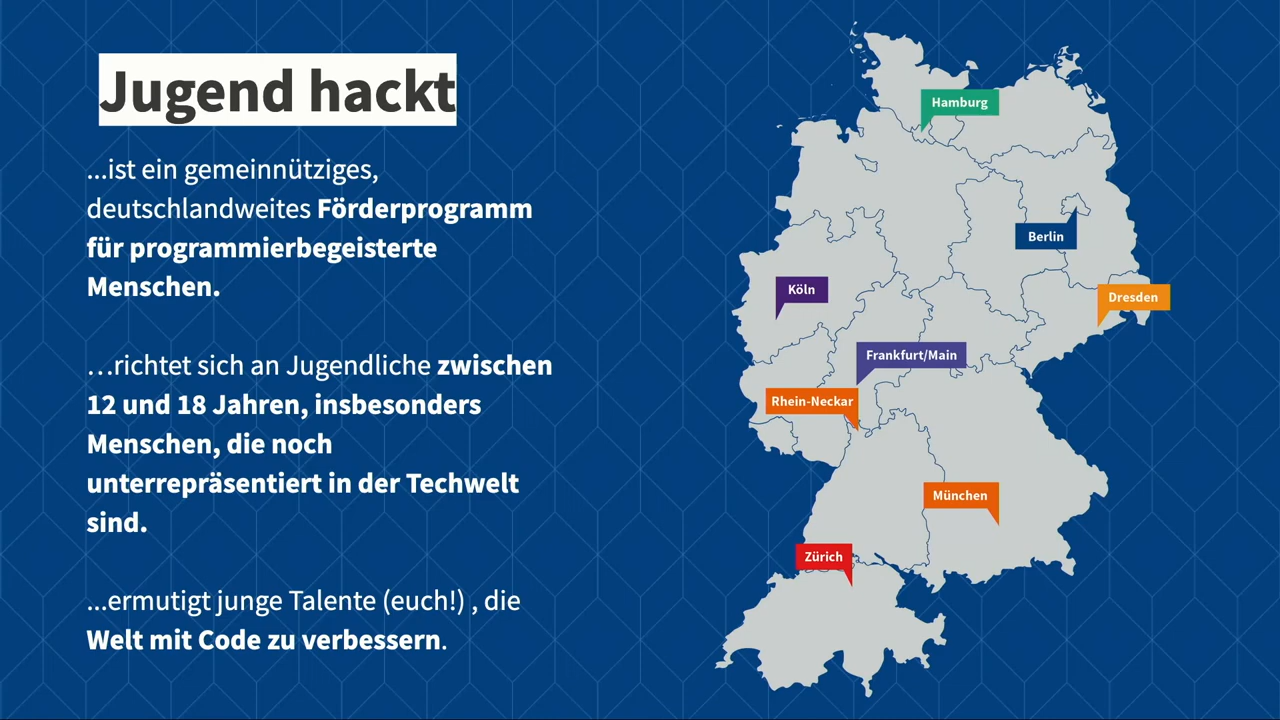 Jugend hackt
...ist ein gemeinnütziges,
deutschlandweites Förderprogramm
für programmierbegeisterte
Menschen.
…richtet sich an Jugendliche zwischen
12 und 18 Jahren, insbesonders
Menschen, die noch
unterrepräsentiert in der Techwelt
sind.
...ermutigt junge Talente (euch!) , die
Welt mit Code zu verbessern.
Hamburg
Berlin
Köln
Dresden
Frankfurt/Main
Rhein-Neckar
München
Zürich